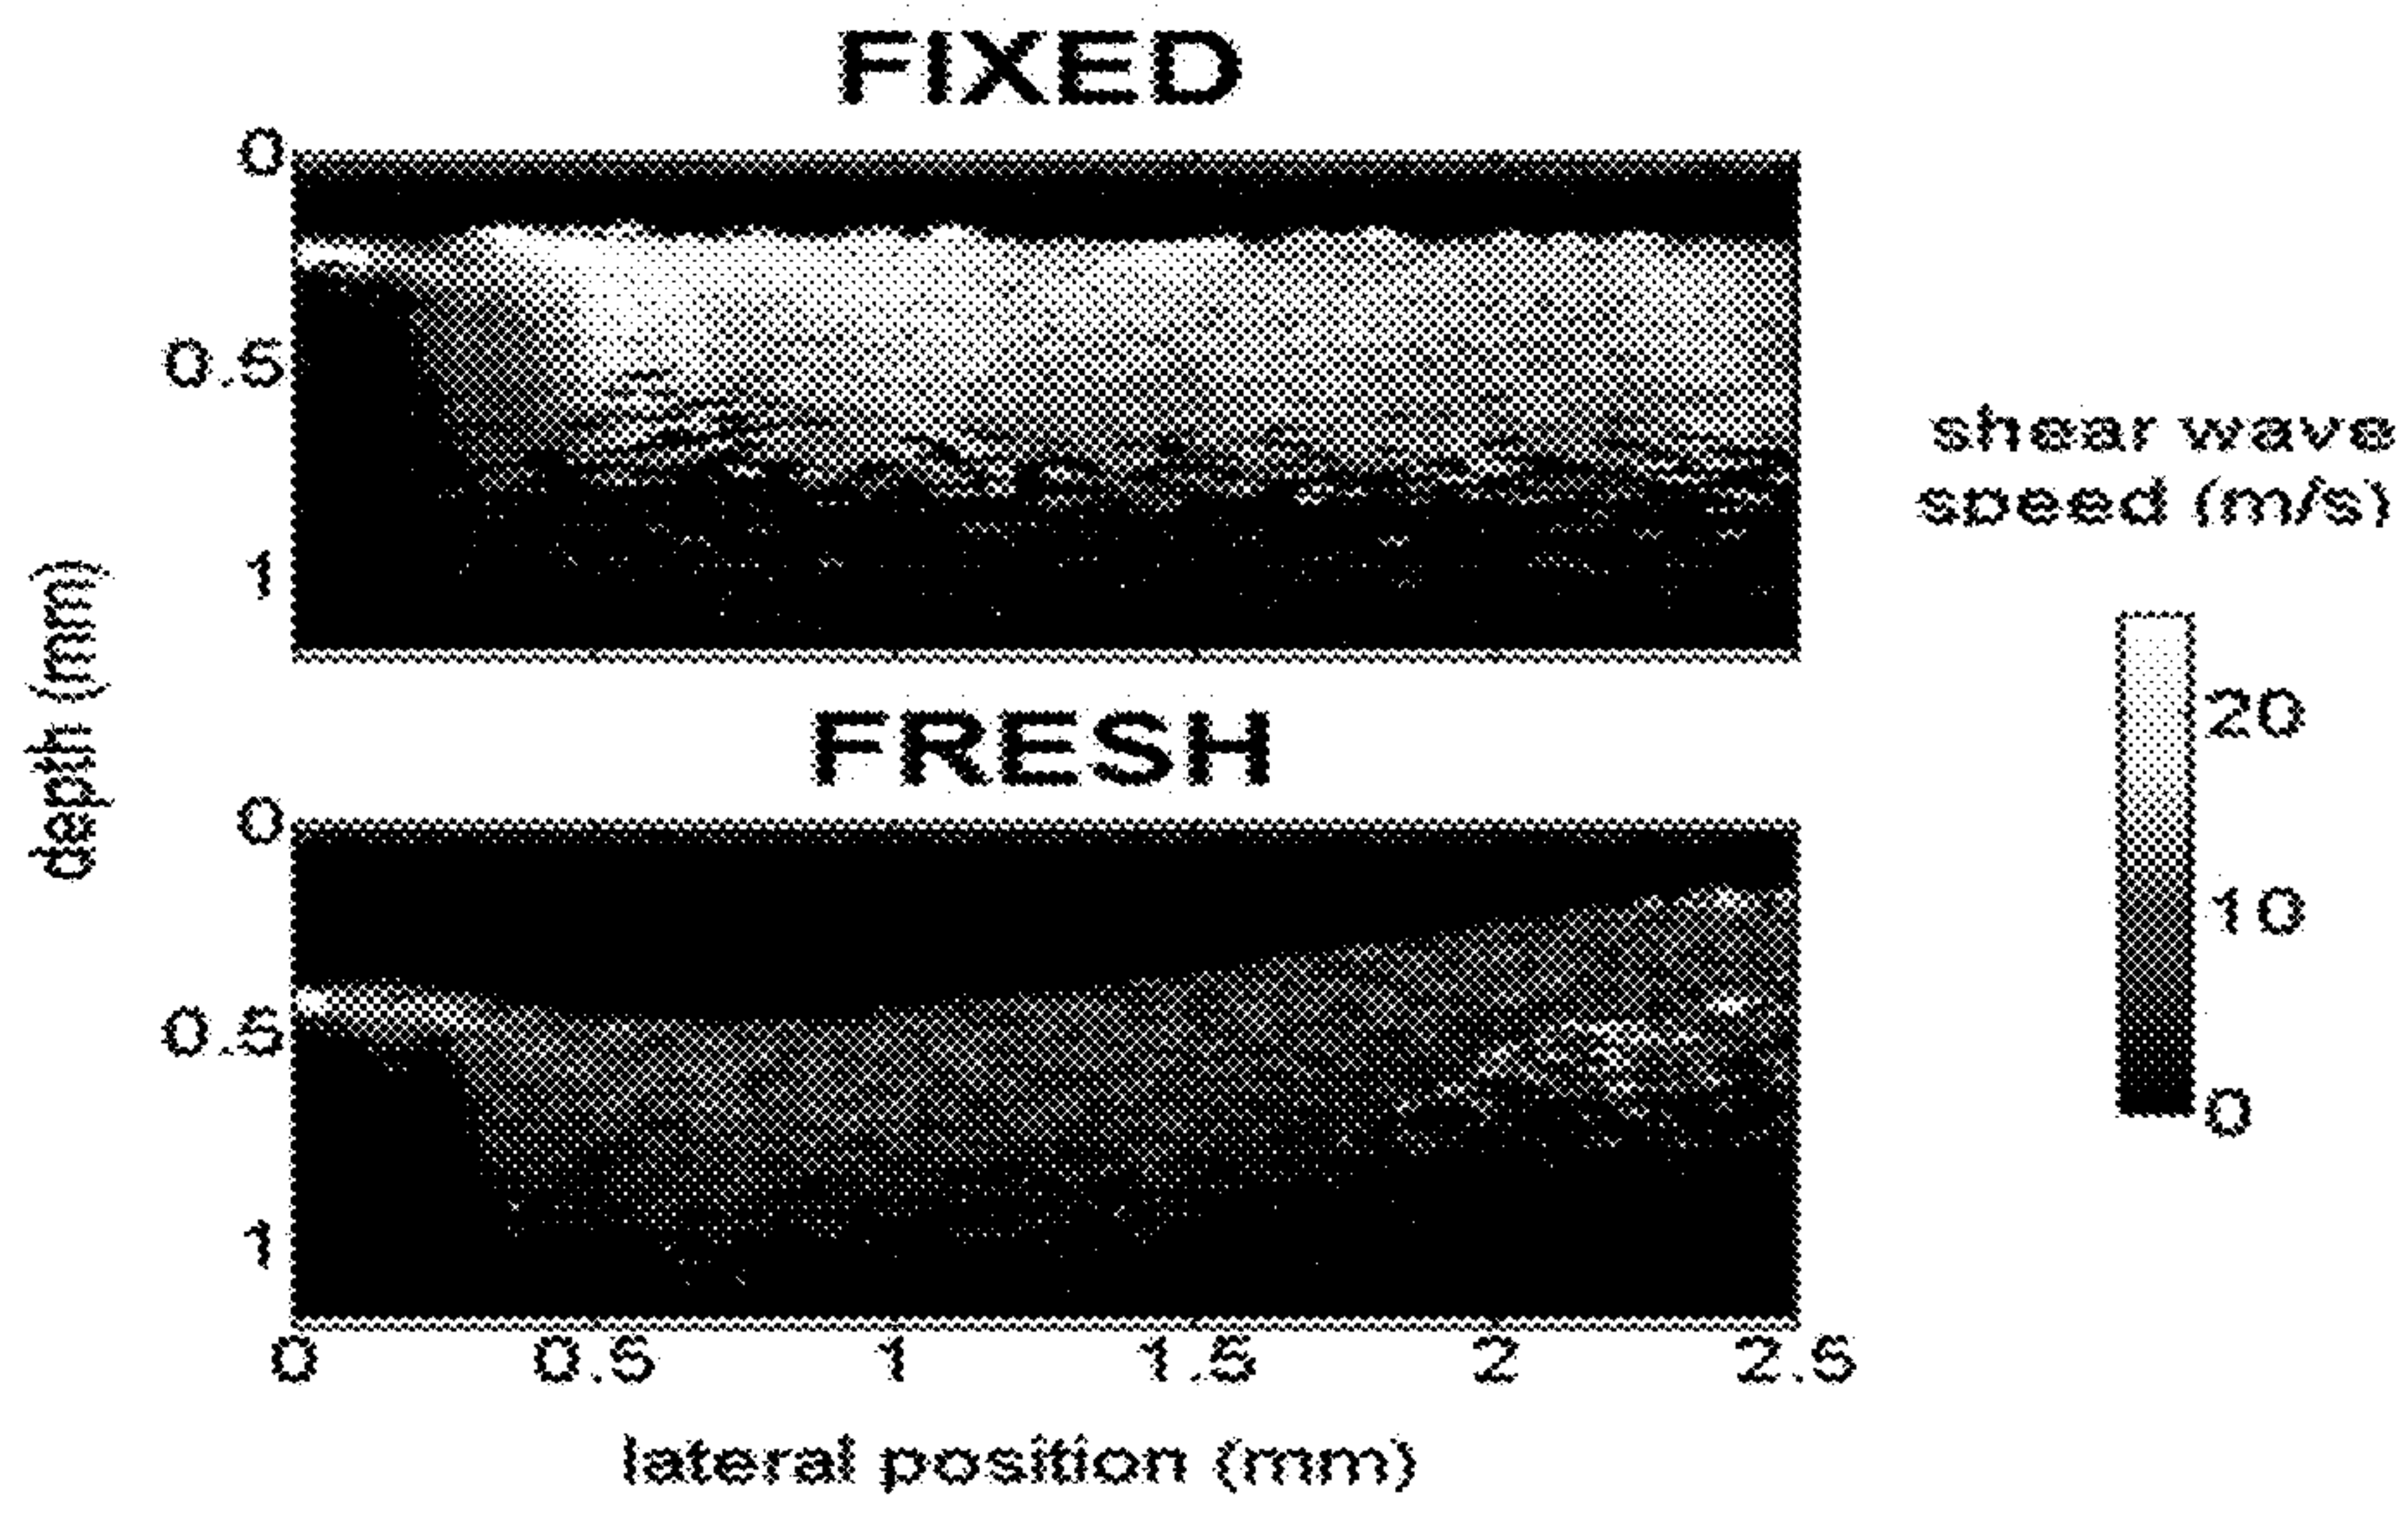 FIXED
0
0.5
1
depth (mm)
shear wave
speed (m/s)
20
10
0
FRESH
0
0.5
1
0
0.5
1
1.5
2
2.5
lateral position (mm)